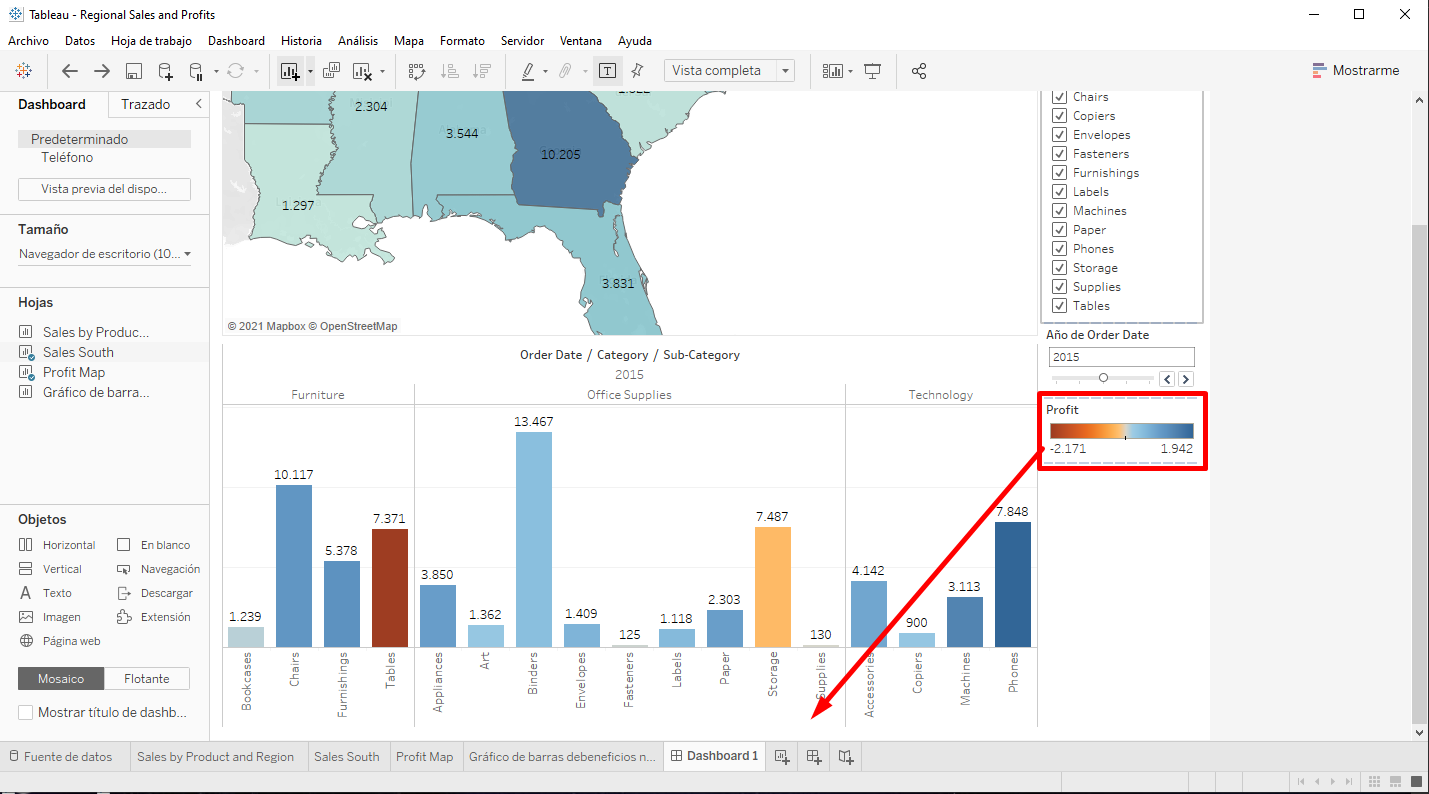 Tableau - Regional Sales and Profits
Archivo Datos Hoja de trabajo Dashboard Historia Análisis Mapa Formato Servidor Ventana Ayuda
Vista completa
Mostrarme
Dashboard Trazado
Predeterminado
Teléfono
Vista previa del dispo...
Tamaño
Navegador de escritorio (10...
Hojas
Sales by Produc...
Sales South
Profit Map
Gráfico de barra...
Objetos
Horizontal En blanco
Vertical Navegación
Texto Descargar
Imagen Extensión
Página web
Mosaico Flotante
Mostrar título de dashb...
2.304
3.544
10.205
1.297
3.831
© 2021 Mapbox © OpenStreetMap
Chairs
Copiers
Envelopes
Fasteners
Furnishings
Labels
Machines
Paper
Phones
Storage
Supplies
Tables
Año de Order Date
2015
Profit
-2.171 1.942
Order Date / Category / Sub-Category
2015
Furniture Office Supplies Technology
1.239 10.117 5.378 7.371 3.850 1.362 13.467 1.409 125 1.118 2.303 7.487 130 4.142 900 3.113 7.848
Bookcases Chairs Furnishings Tables Appliances Art Binders Envelopes Fasteners Labels Paper Storage Supplies Accessories Copiers Machines Phones
Fuente de datos Sales by Product and Region Sales South Profit Map Gráfico de barras debeneficios n... Dashboard 1